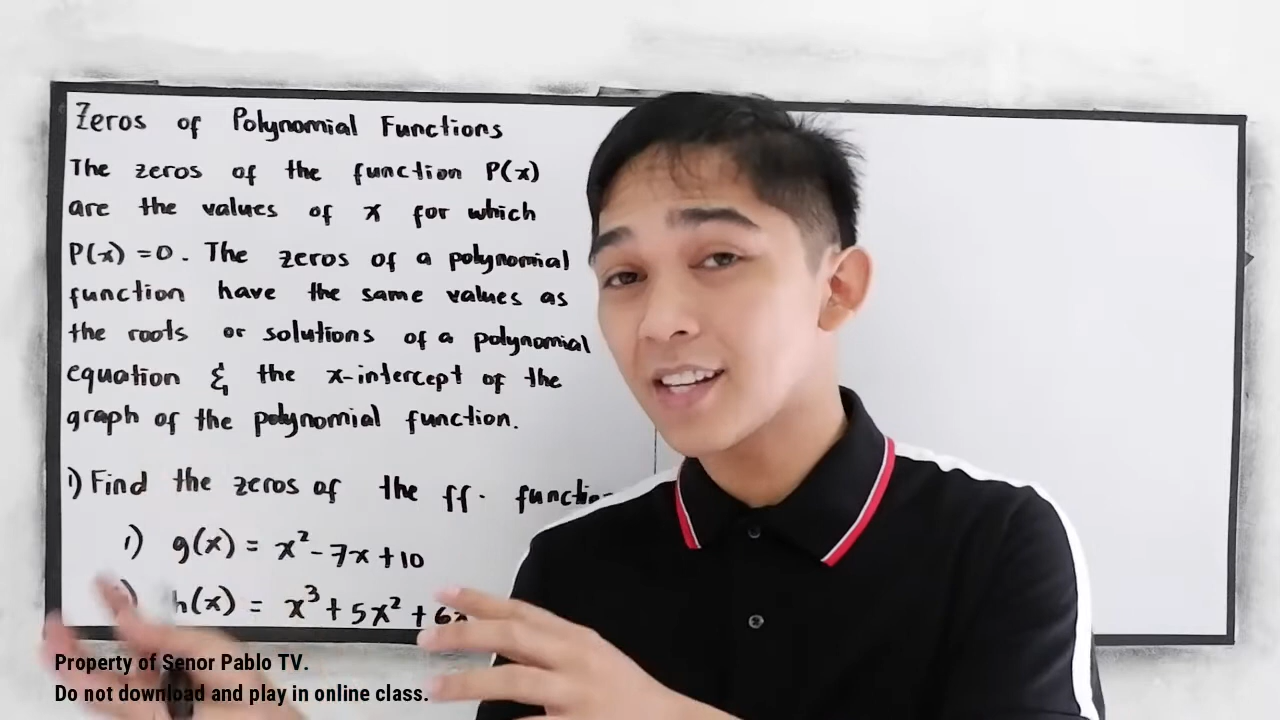 Zeros of Polynomial Functions
The zeros of the function P(x)
are the values of x for which
P(x) = 0. The zeros of a polynomial
function have the same values as
the roots or solutions of a polynomial
equation & the x-intercept of the
graph of the polynomial function.
1) Find the zeros of the ff.
1) g(x) = x² - 7x + 10
h(x) = x³ + 5x² + 6x
Property of Senor Pablo TV.
Do not download and play in online class.